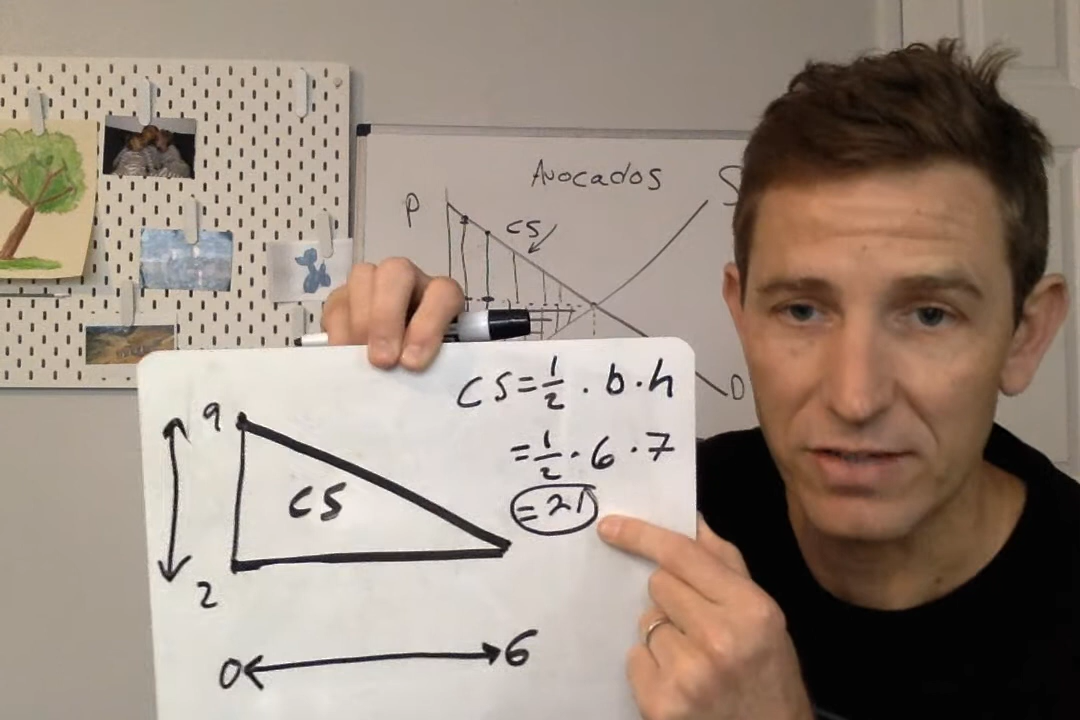 Avocados
S
P
CS
D
CS = 1/2 · b · h
= 1/2 · 6 · 7
= 21
9
CS
2
0
6